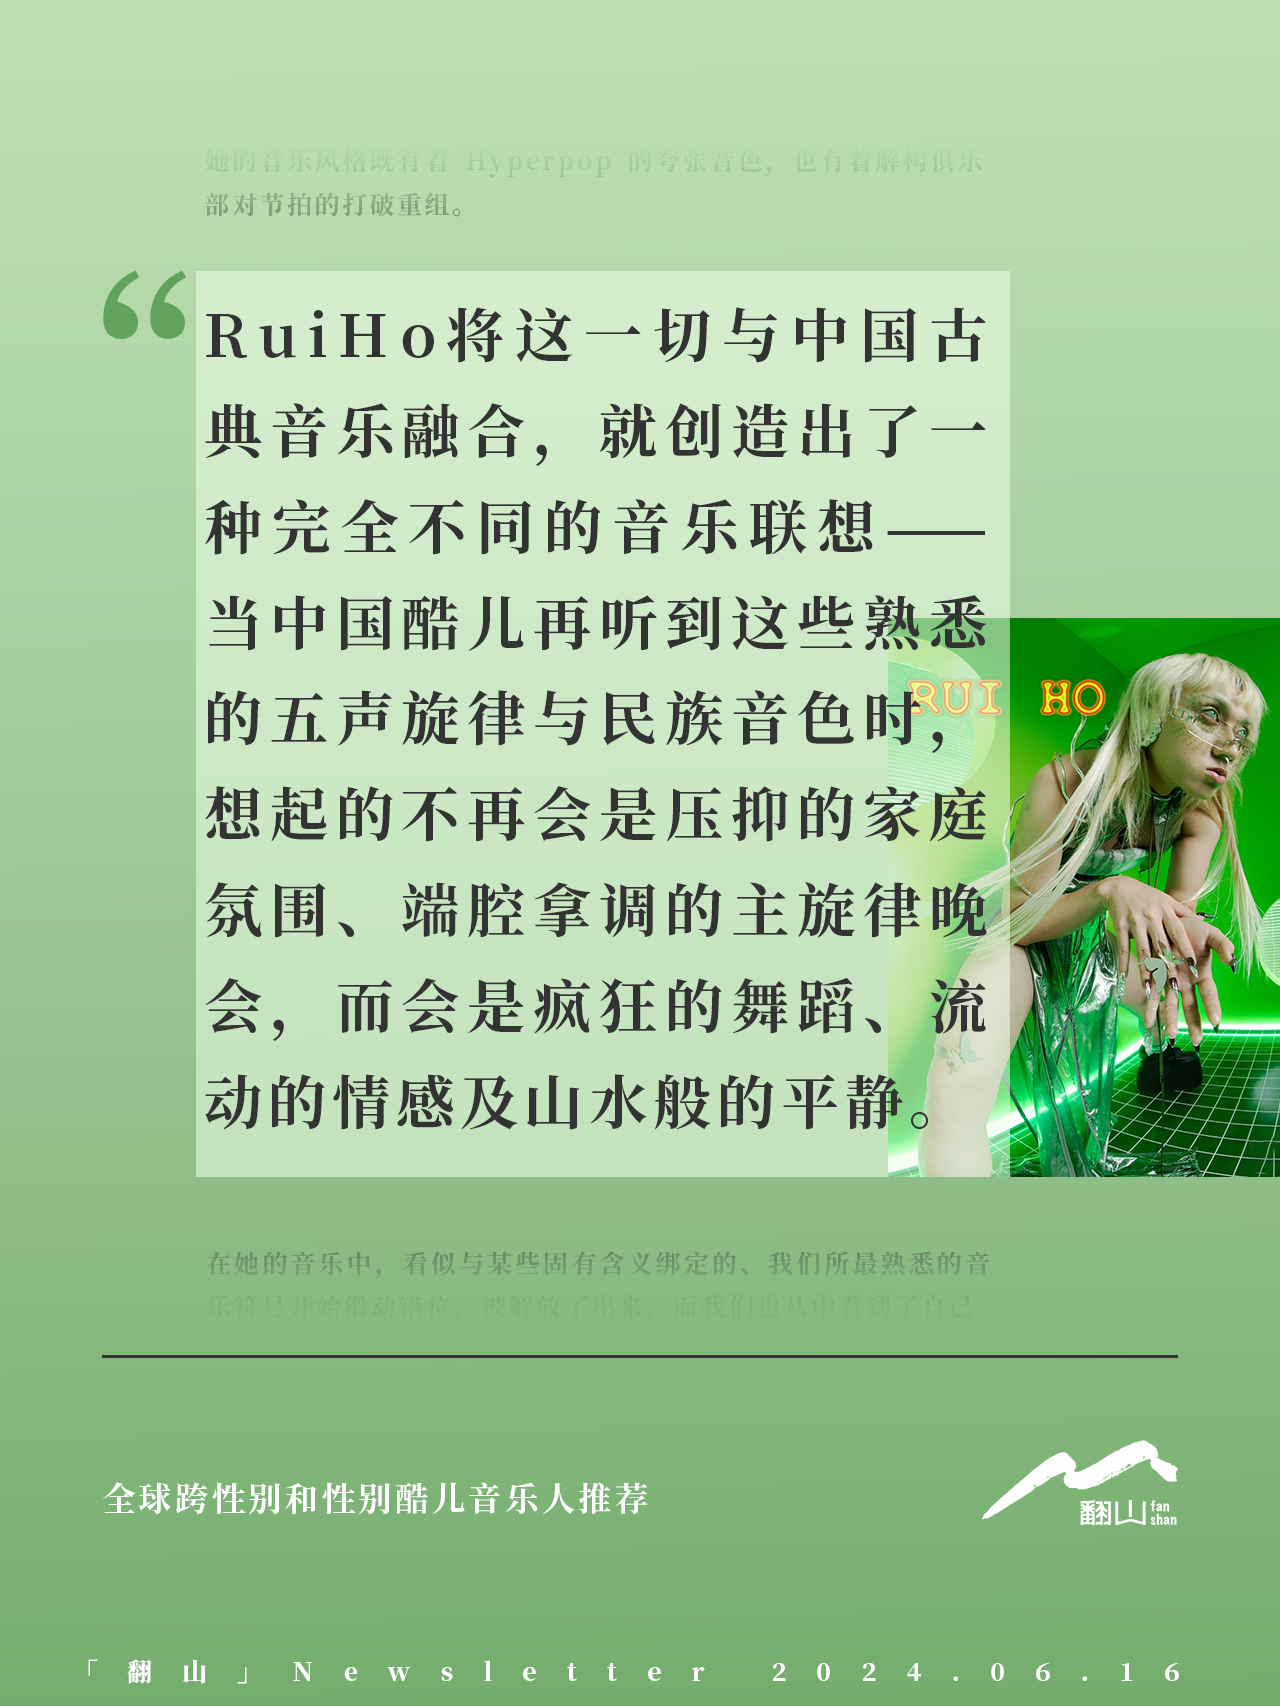 她的音乐风格既有着 Hyperpop 的夸张音色，也有着解构俱乐
部对节拍的打破重组。
“
RuiHo将这一切与中国古
典音乐融合，就创造出了一
种完全不同的音乐联想——
当中国酷儿再听到这些熟悉
的五声旋律与民族音色时，
想起的不再会是压抑的家庭
氛围、端腔拿调的主旋律晚
会，而会是疯狂的舞蹈、流
动的情感及山水般的平静。
RUI HO
在她的音乐中，看似与某些固有含义绑定的、我们所最熟悉的音
乐符号开始滑动错位，被解放了出来，而我们也从中看到了自己
全球跨性别和性别酷儿音乐人推荐
翻山 fan
shan
「翻山」Newsletter 2024.06.16